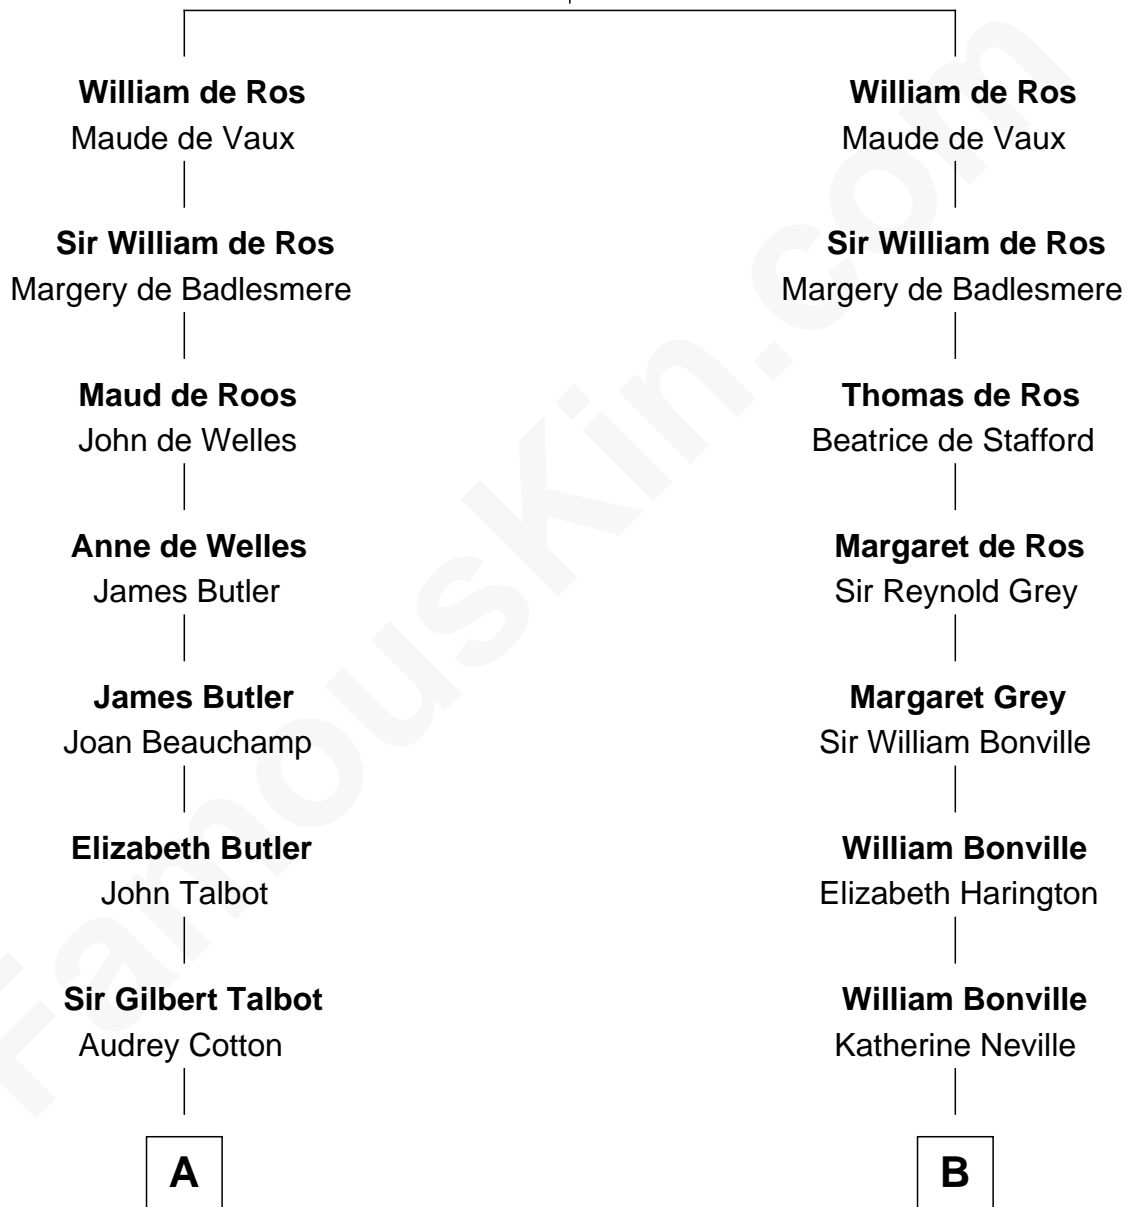 William de Ros
Maude de Vaux
Sir William de Ros
Margery de Badlesmere
Maud de Roos
John de Welles
Anne de Welles
James Butler
James Butler
Joan Beauchamp
Elizabeth Butler
John Talbot
Sir Gilbert Talbot
Audrey Cotton
A
William de Ros
Maude de Vaux
Sir William de Ros
Margery de Badlesmere
Thomas de Ros
Beatrice de Stafford
Margaret de Ros
Sir Reynold Grey
Margaret Grey
Sir William Bonville
William Bonville
Elizabeth Harington
William Bonville
Katherine Neville
B
FamousKin.com